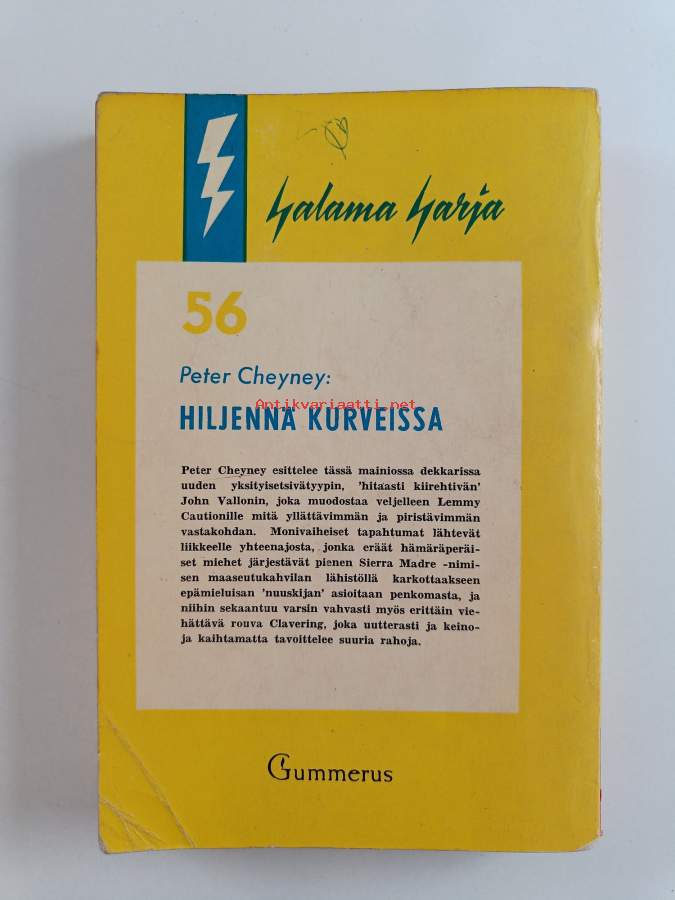 Salama Sarja
56
Peter Cheyney:
Antikvariaatti.net
HILJENNÄ KURVEISSA
Peter Cheyney esittelee tässä mainiossa dekkarissa
uuden yksityisetsivätyypin, 'hitaasti kiirehtivän'
John Vallonin, joka muodostaa veljelleen Lemmy
Cautionille mitä yllättävimmän ja piristävimmän
vastakohdan. Monivaiheiset tapahtumat lähtevät
liikkeelle yhteenajosta, jonka eräät hämäräperäi-
set miehet järjestävät pienen Sierra Madre -nimi-
sen maaseutukahvilan lähistöllä karkottaakseen
epämieluisan 'nuuskijan' asioitaan penkomasta, ja
niihin sekaantuu varsin vahvasti myös erittäin vie-
hättävä rouva Clavering, joka uutterasti ja keino-
ja kaihtamatta tavoittelee suuria rahoja.
Gummerus